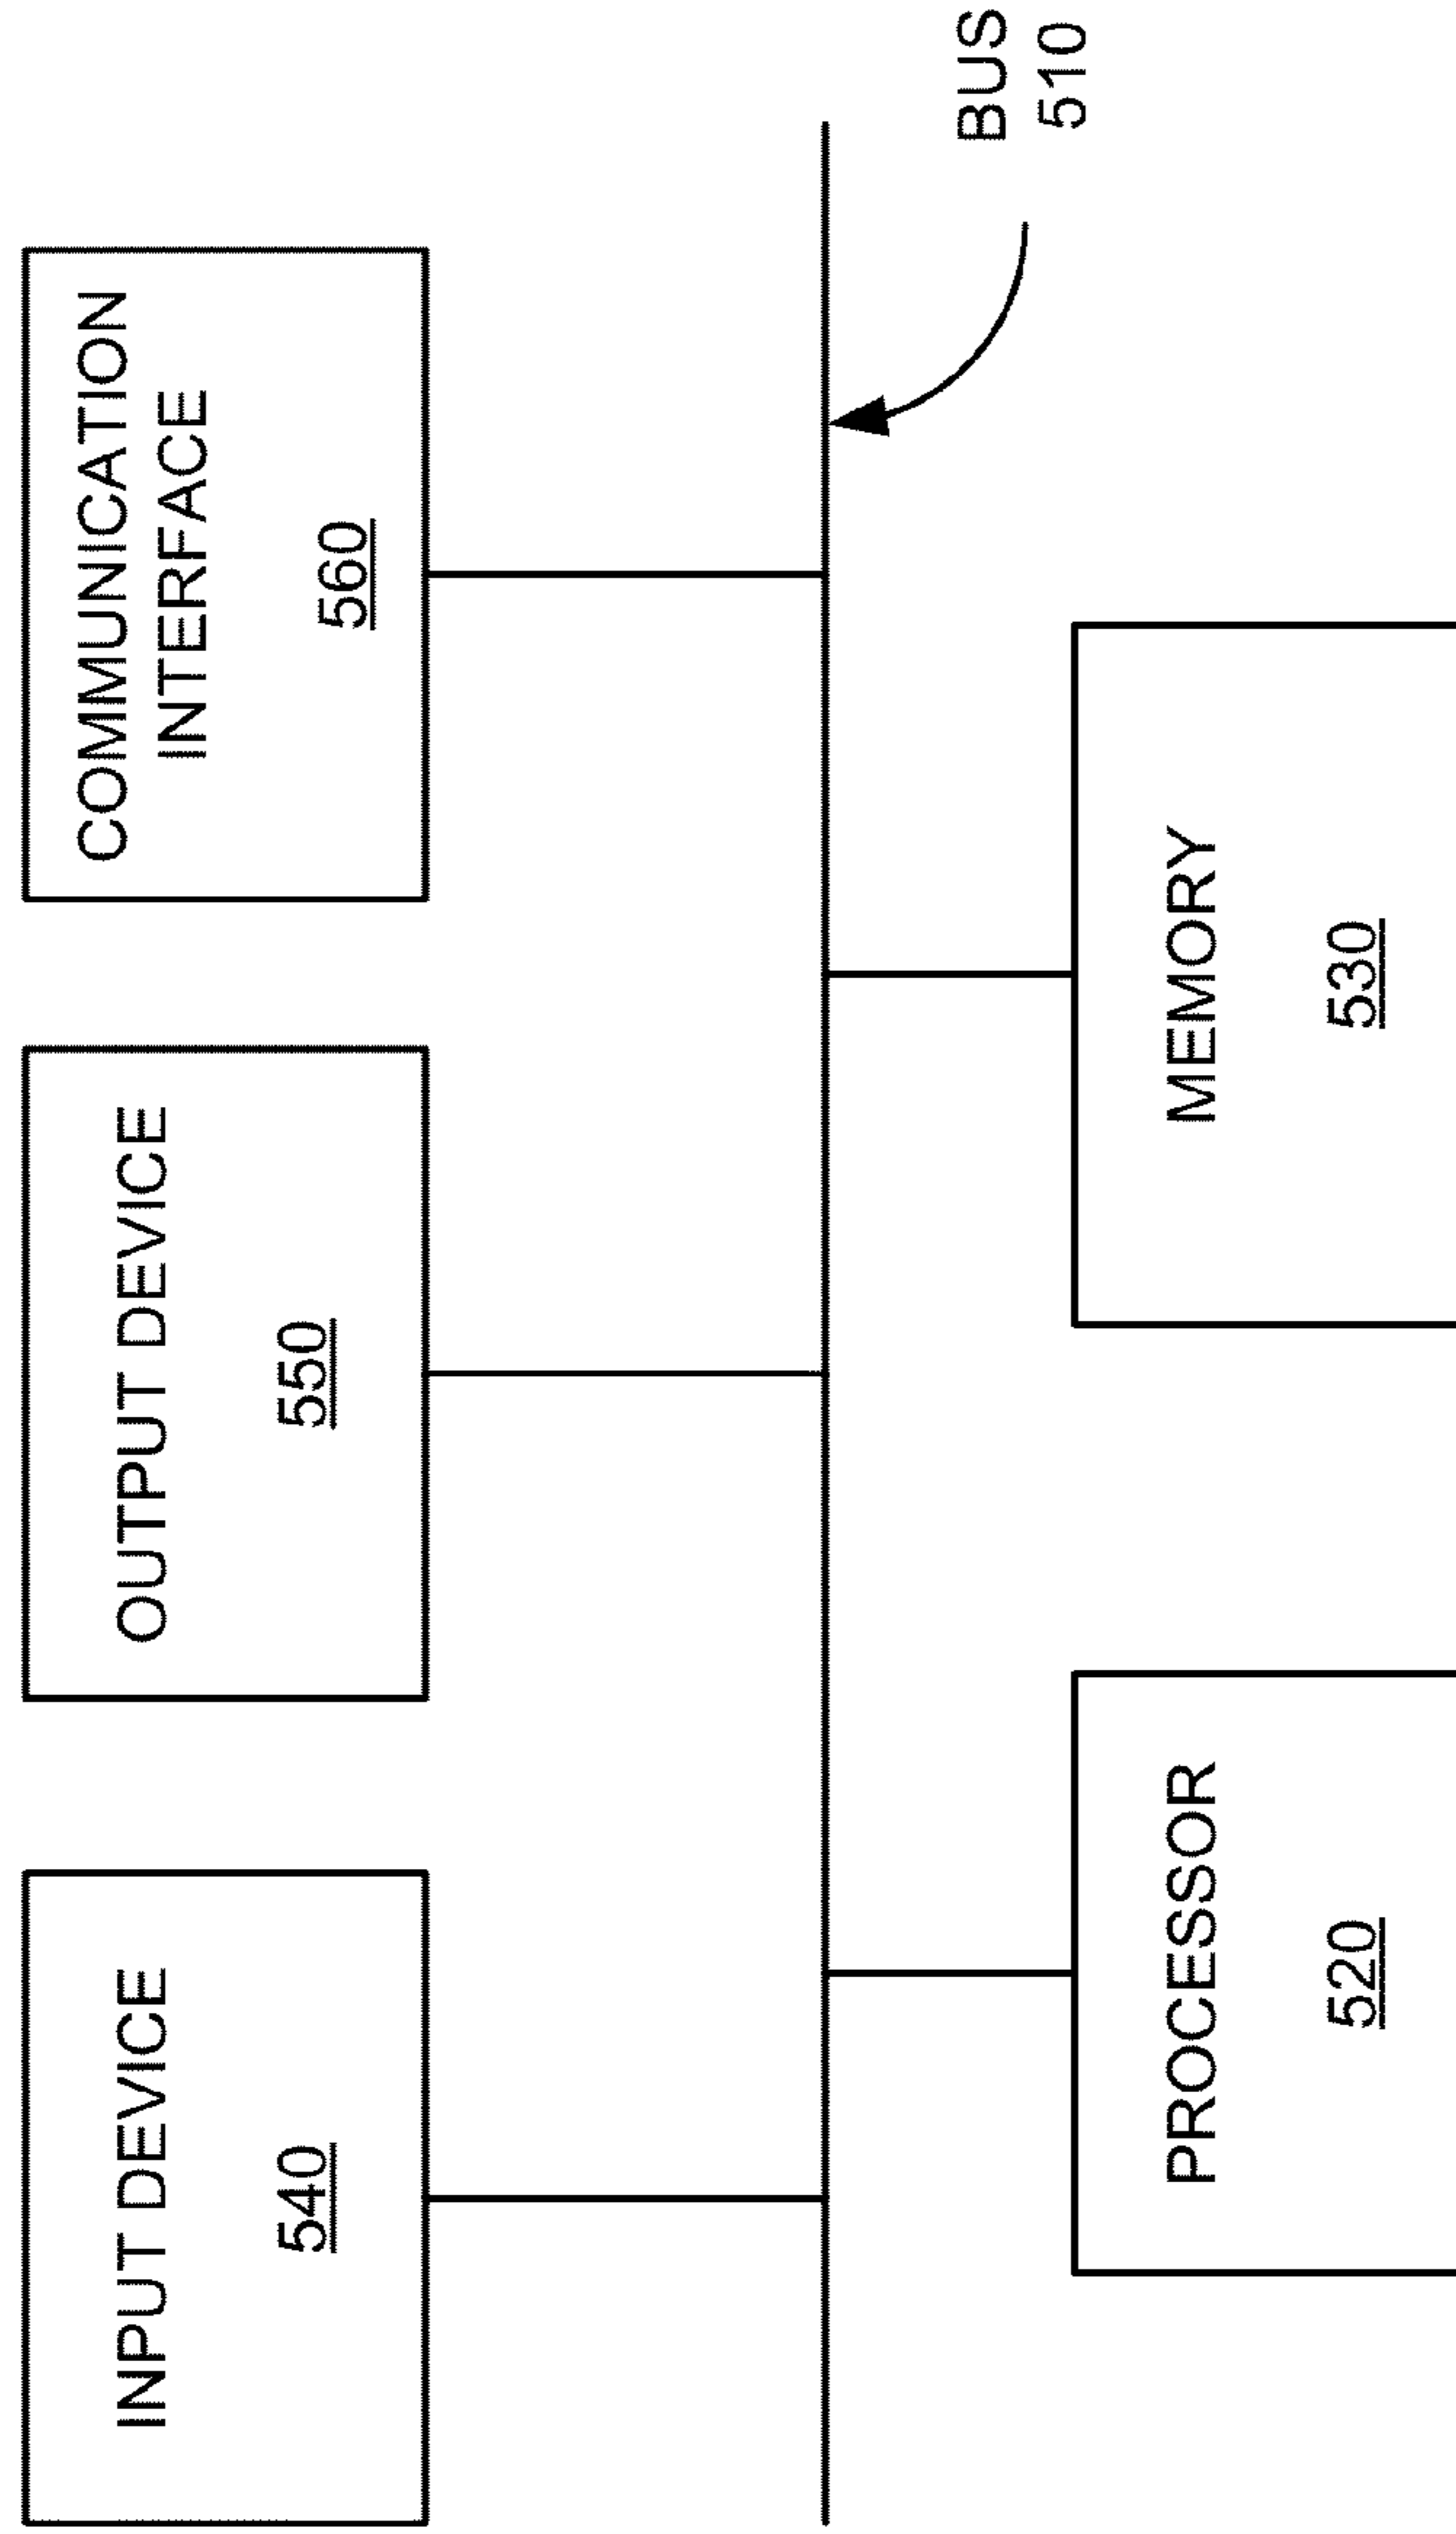 INPUT DEVICE
540
OUTPUT DEVICE
550
COMMUNICATION
INTERFACE
560
BUS
510
PROCESSOR
520
MEMORY
530